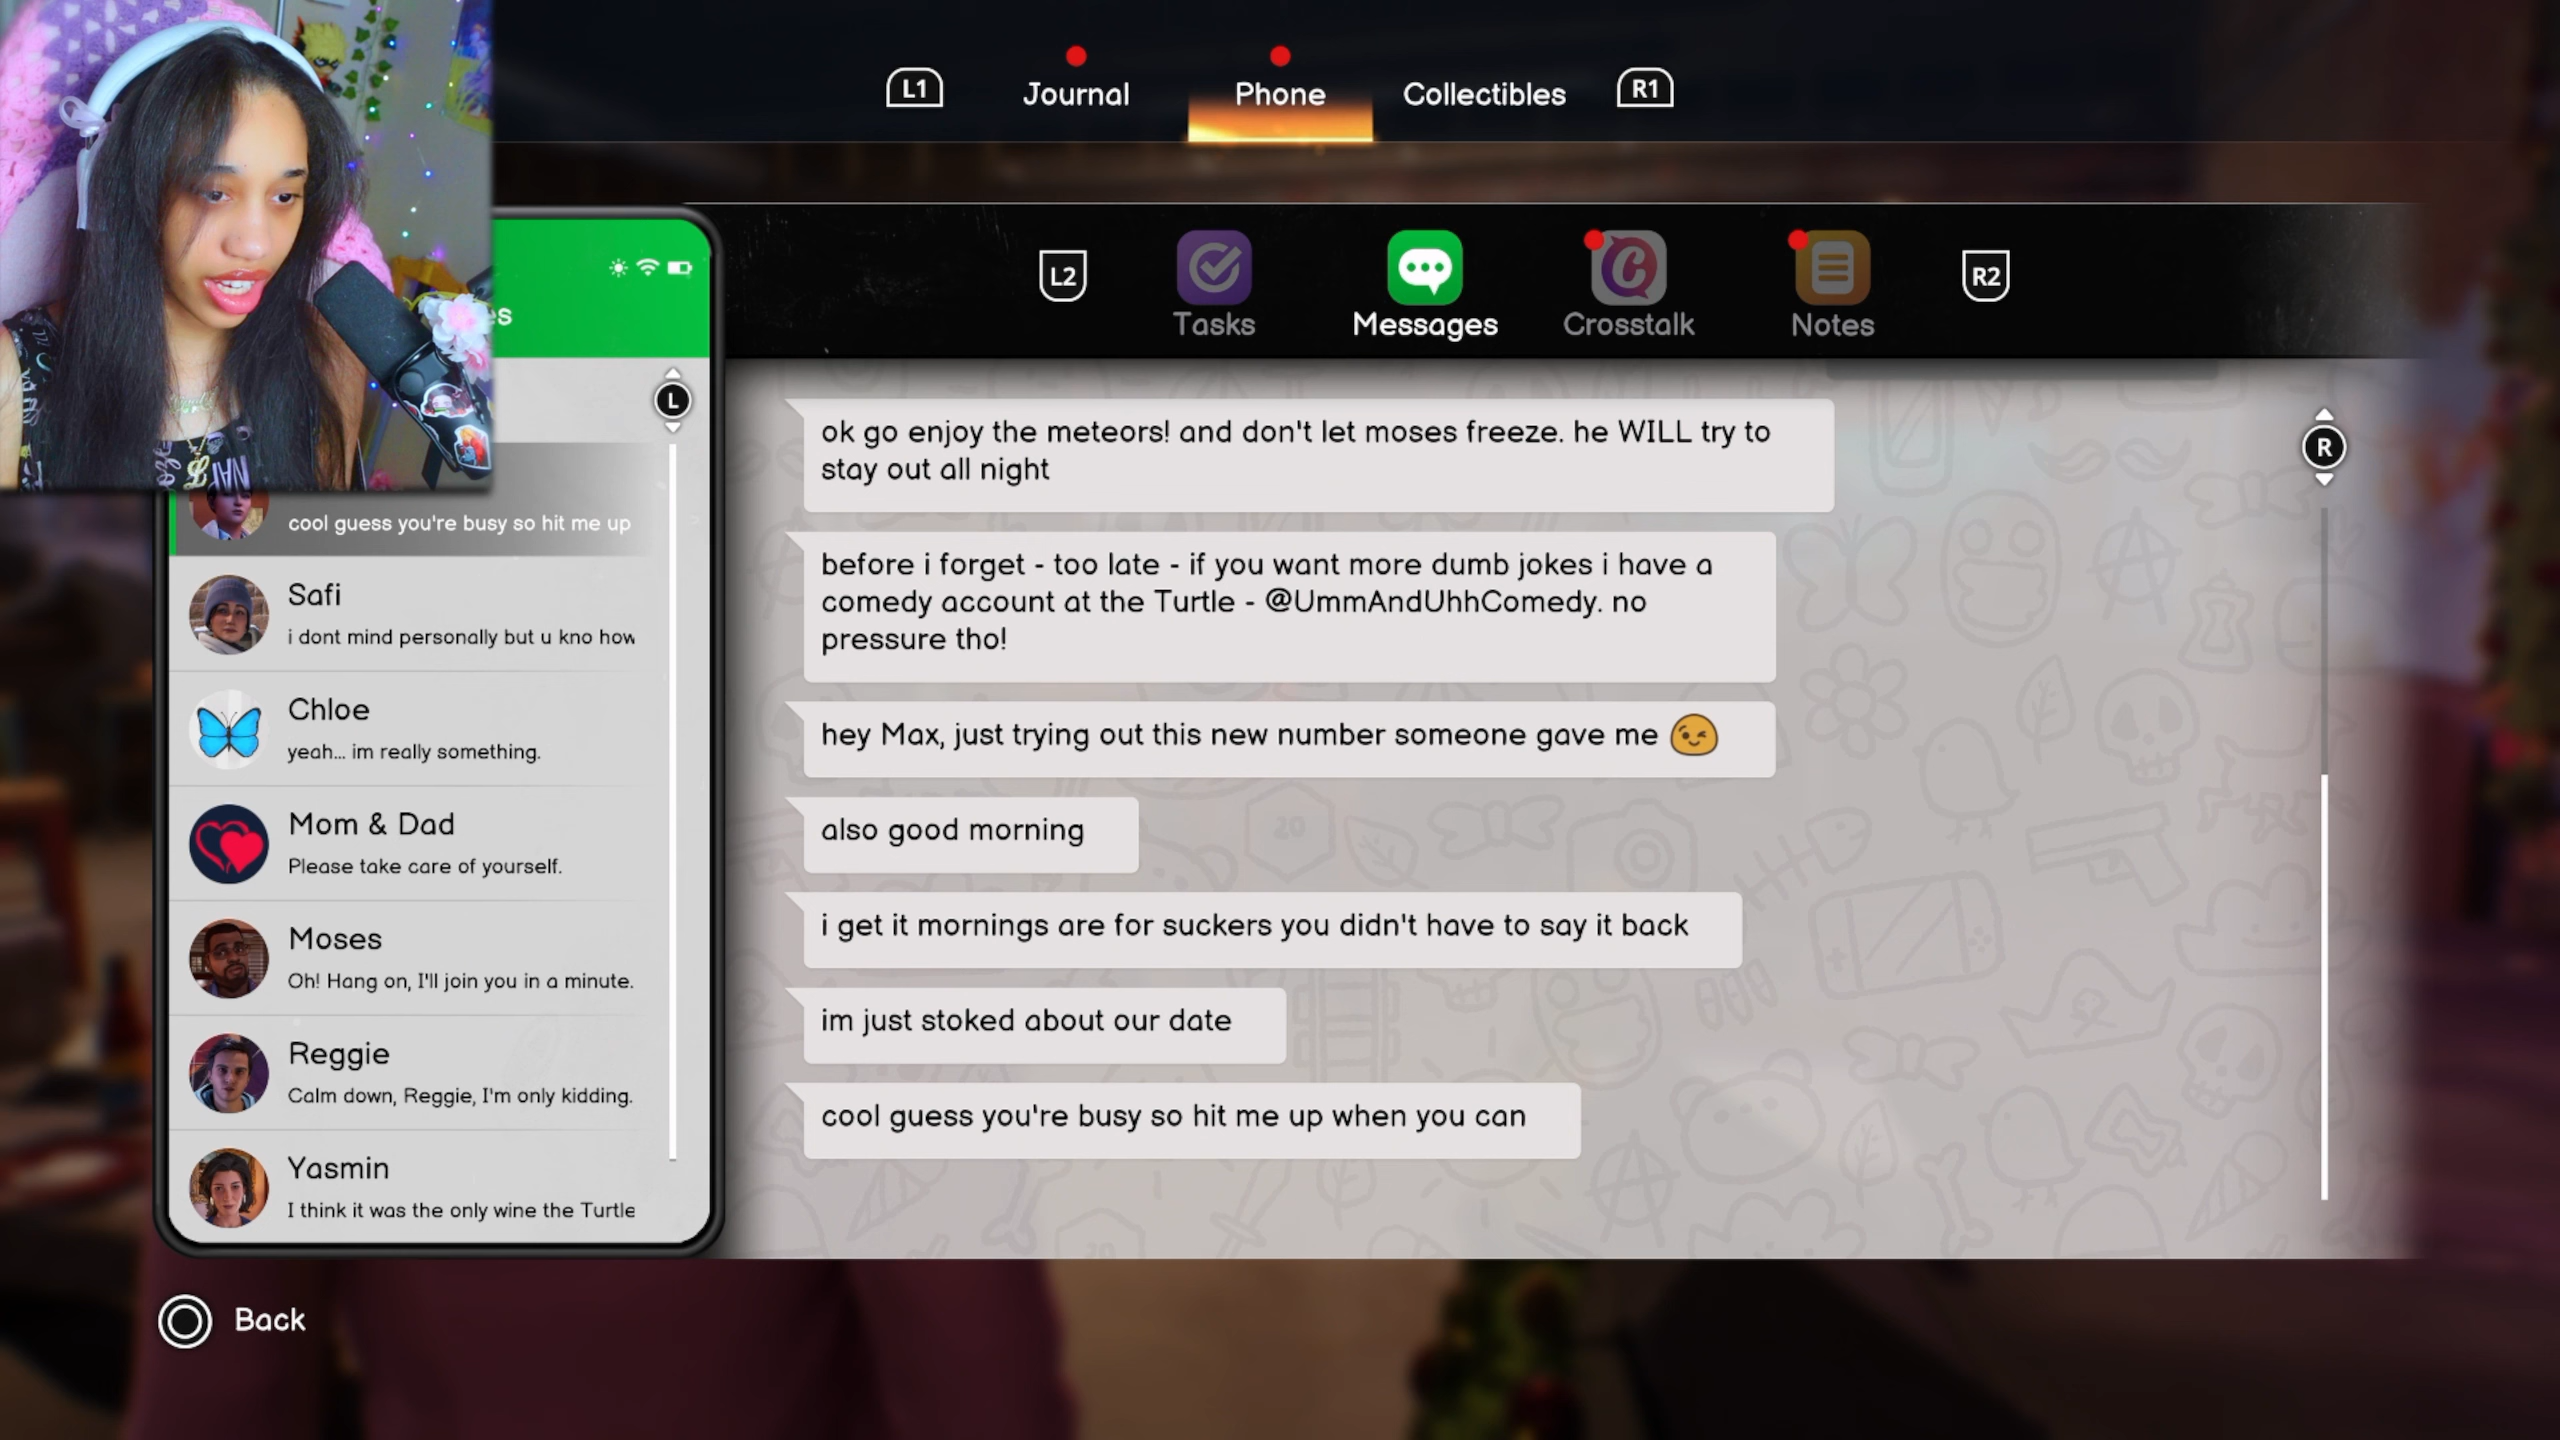 L1
Journal
Phone
Collectibles
R1
L2
Tasks
Messages
Crosstalk
Notes
R2
L
cool guess you're busy so hit me up
Safi
i dont mind personally but u kno how
Chloe
yeah... im really something.
Mom & Dad
Please take care of yourself.
Moses
Oh! Hang on, I'll join you in a minute.
Reggie
Calm down, Reggie, I'm only kidding.
Yasmin
I think it was the only wine the Turtle
ok go enjoy the meteors! and don't let moses freeze. he WILL try to
stay out all night
before i forget - too late - if you want more dumb jokes i have a
comedy account at the Turtle - @UmmAndUhhComedy. no
pressure tho!
hey Max, just trying out this new number someone gave me
also good morning
i get it mornings are for suckers you didn't have to say it back
im just stoked about our date
cool guess you're busy so hit me up when you can
R
Back